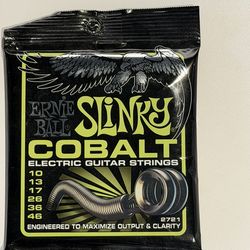 ERNIE BALL SLINKY
COBALT
ELECTRIC GUITAR STRINGS
10
13
17
26
36
46
2721
ENGINEERED TO MAXIMIZE OUTPUT & CLARITY